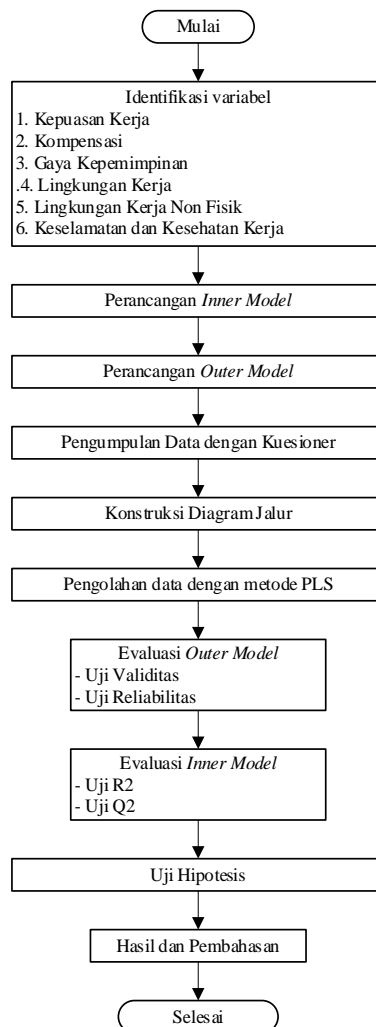 Mulai
Identifikasi variabel
1. Kepuasan Kerja
2. Kompensasi
3. Gaya Kepemimpinan
.4. Lingkungan Kerja
5. Lingkungan Kerja Non Fisik
6. Keselamatan dan Kesehatan Kerja
Perancangan Inner Model
Perancangan Outer Model
Pengumpulan Data dengan Kuesioner
Konstruksi Diagram Jalur
Pengolahan data dengan metode PLS
Evaluasi Outer Model
- Uji Validitas
- Uji Reliabilitas
Evaluasi Inner Model
- Uji R2
- Uji Q2
Uji Hipotesis
Hasil dan Pembahasan
Selesai